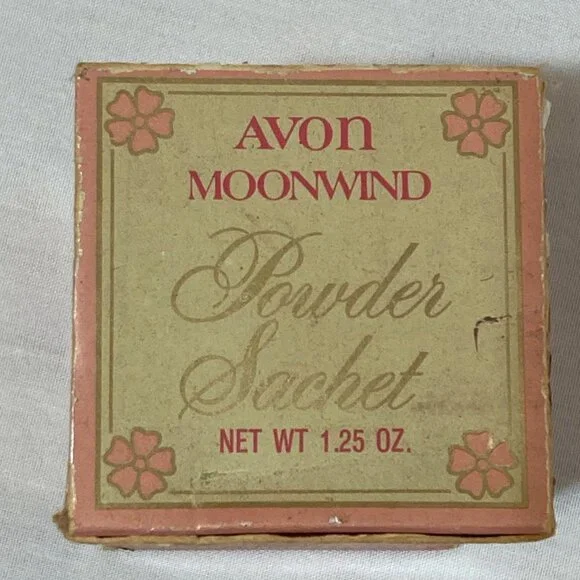 AVON
MOONWIND
Powder
Sachet
NET WT 1.25 OZ.